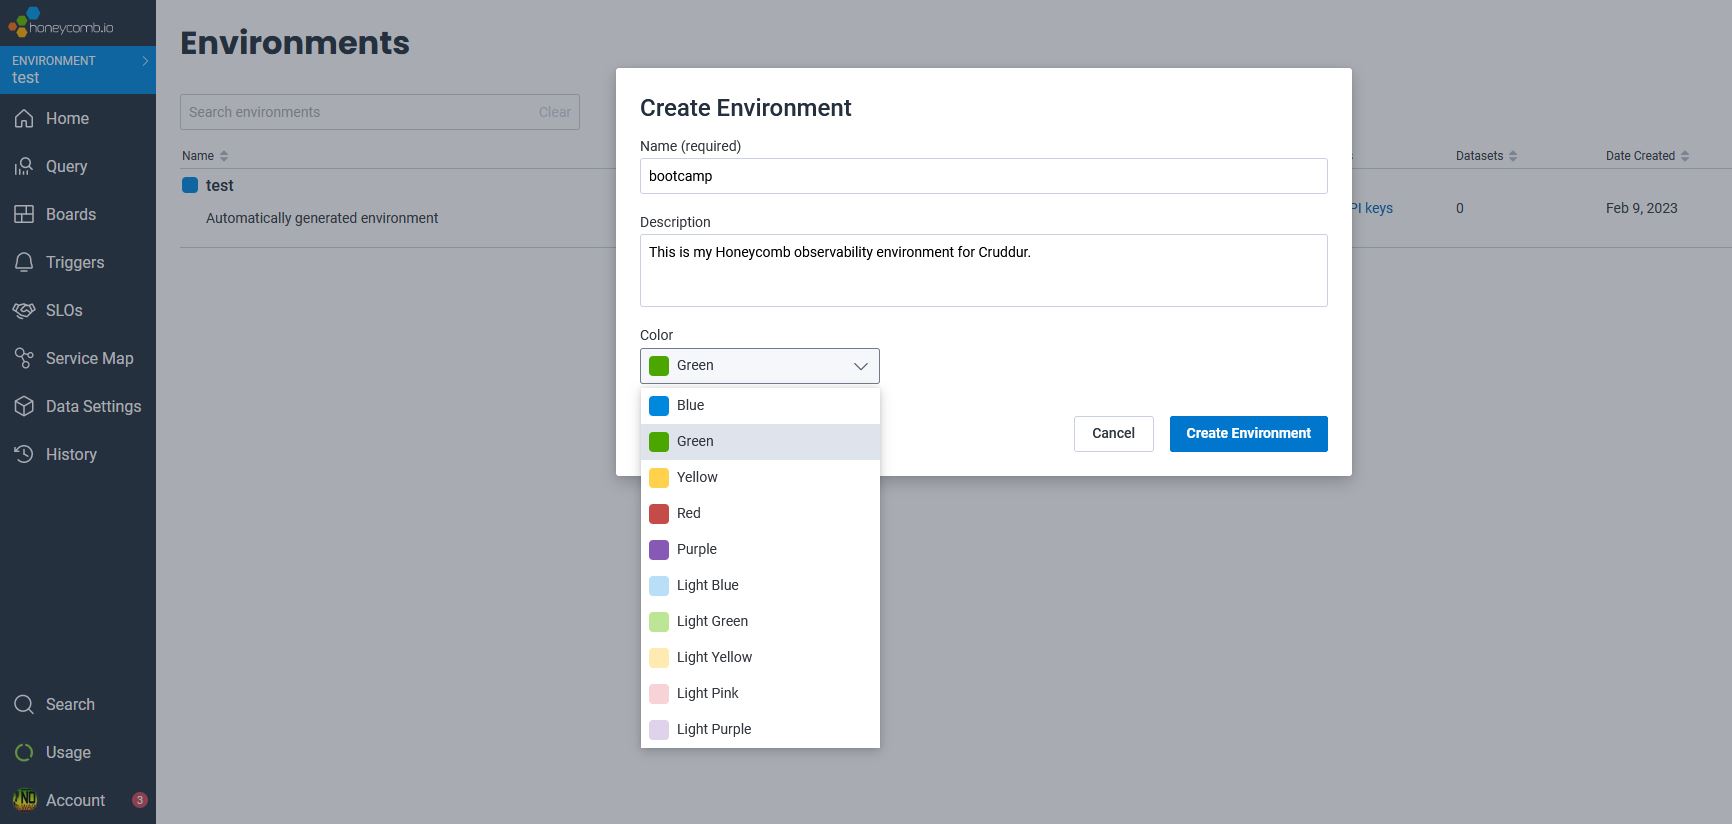 honeycomb.io
ENVIRONMENT
test
Home
Query
Boards
Triggers
SLOs
Service Map
Data Settings
History
Search
Usage
Account 3
Environments
Search environments Clear
Name Datasets Date Created
test
Automatically generated environment
PI keys 0 Feb 9, 2023
Create Environment
Name (required)
bootcamp
Description
This is my Honeycomb observability environment for Cruddur.
Color
Green
Blue
Green
Yellow
Red
Purple
Light Blue
Light Green
Light Yellow
Light Pink
Light Purple
Cancel Create Environment